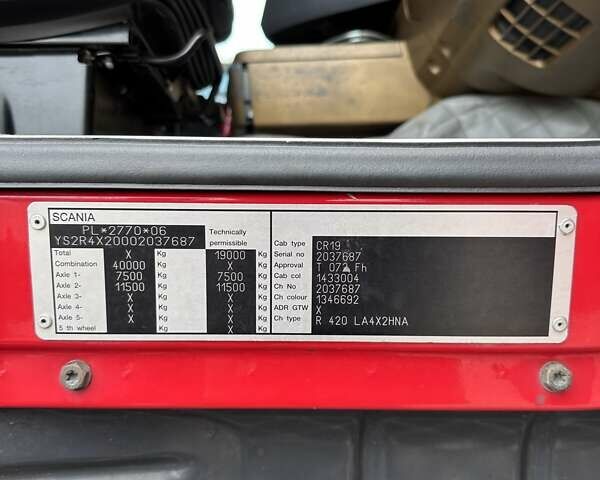 SCANIA
PL*2770*06
YS2R4X20002037687
Technically
permissible
Total X Kg 19000 Kg
Combination 40000 Kg X Kg
Axle 1- 7500 Kg 7500 Kg
Axle 2- 11500 Kg 11500 Kg
Axle 3- X Kg X Kg
Axle 4- X Kg X Kg
Axle 5- X Kg X Kg
5 th wheel Kg X Kg
Cab type CR19
Serial no 2037687
Approval T Fh
Cab col 1433004
Ch No 2037687
Ch colour 1346692
ADR GTW X
Ch type R 420 LA4X2HNA